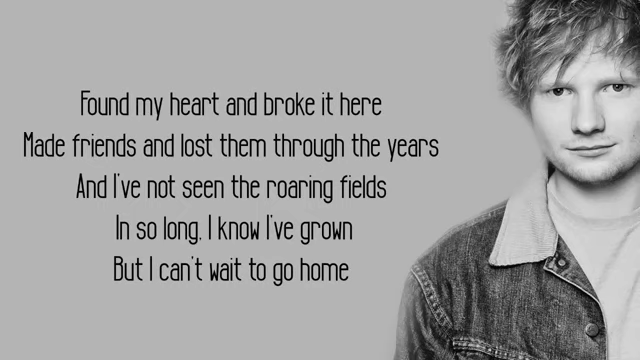 Found my heart and broke it here
Made friends and lost them through the years
And I've not seen the roaring fields
In so long, I know I've grown
But I can't wait to go home